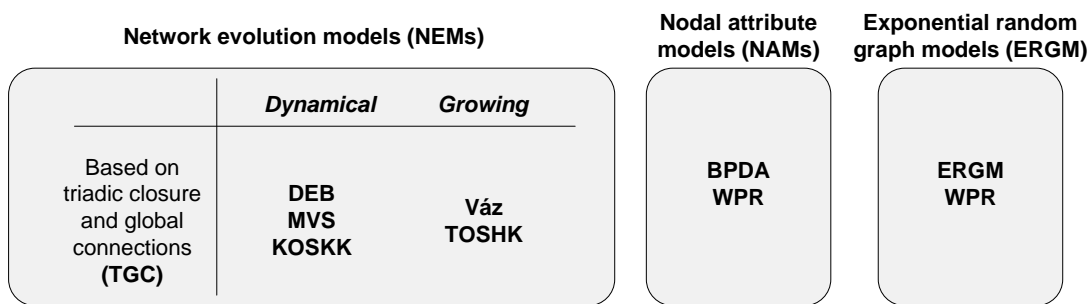 Network evolution models (NEMs)
Dynamical Growing
Based on
triadic closure
and global
connections
(TGC)
DEB
MVS
KOSKK
Váz
TOSHK
Nodal attribute
models (NAMs)
BPDA
WPR
Exponential random
graph models (ERGM)
ERGM
WPR